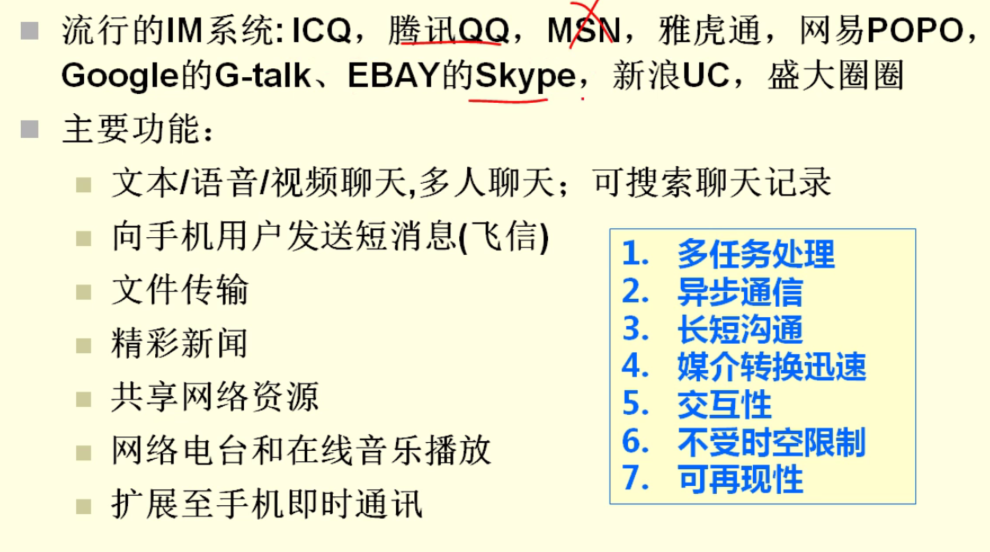 流行的IM系统: ICQ，腾讯QQ，MSN，雅虎通，网易POPO，
Google的G-talk、EBAY的Skype，新浪UC，盛大圈圈
主要功能：
文本/语音/视频聊天,多人聊天；可搜索聊天记录
向手机用户发送短消息(飞信)
文件传输
精彩新闻
共享网络资源
网络电台和在线音乐播放
扩展至手机即时通讯
1. 多任务处理
2. 异步通信
3. 长短沟通
4. 媒介转换迅速
5. 交互性
6. 不受时空限制
7. 可再现性